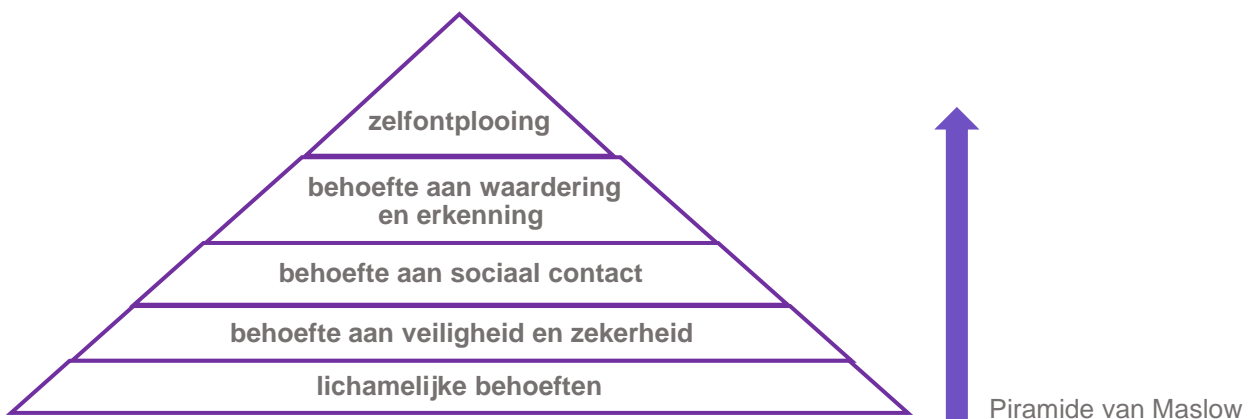 zelfontplooing
behoefte aan waardering
en erkenning
behoefte aan sociaal contact
behoefte aan veiligheid en zekerheid
lichamelijke behoeften
Piramide van Maslow